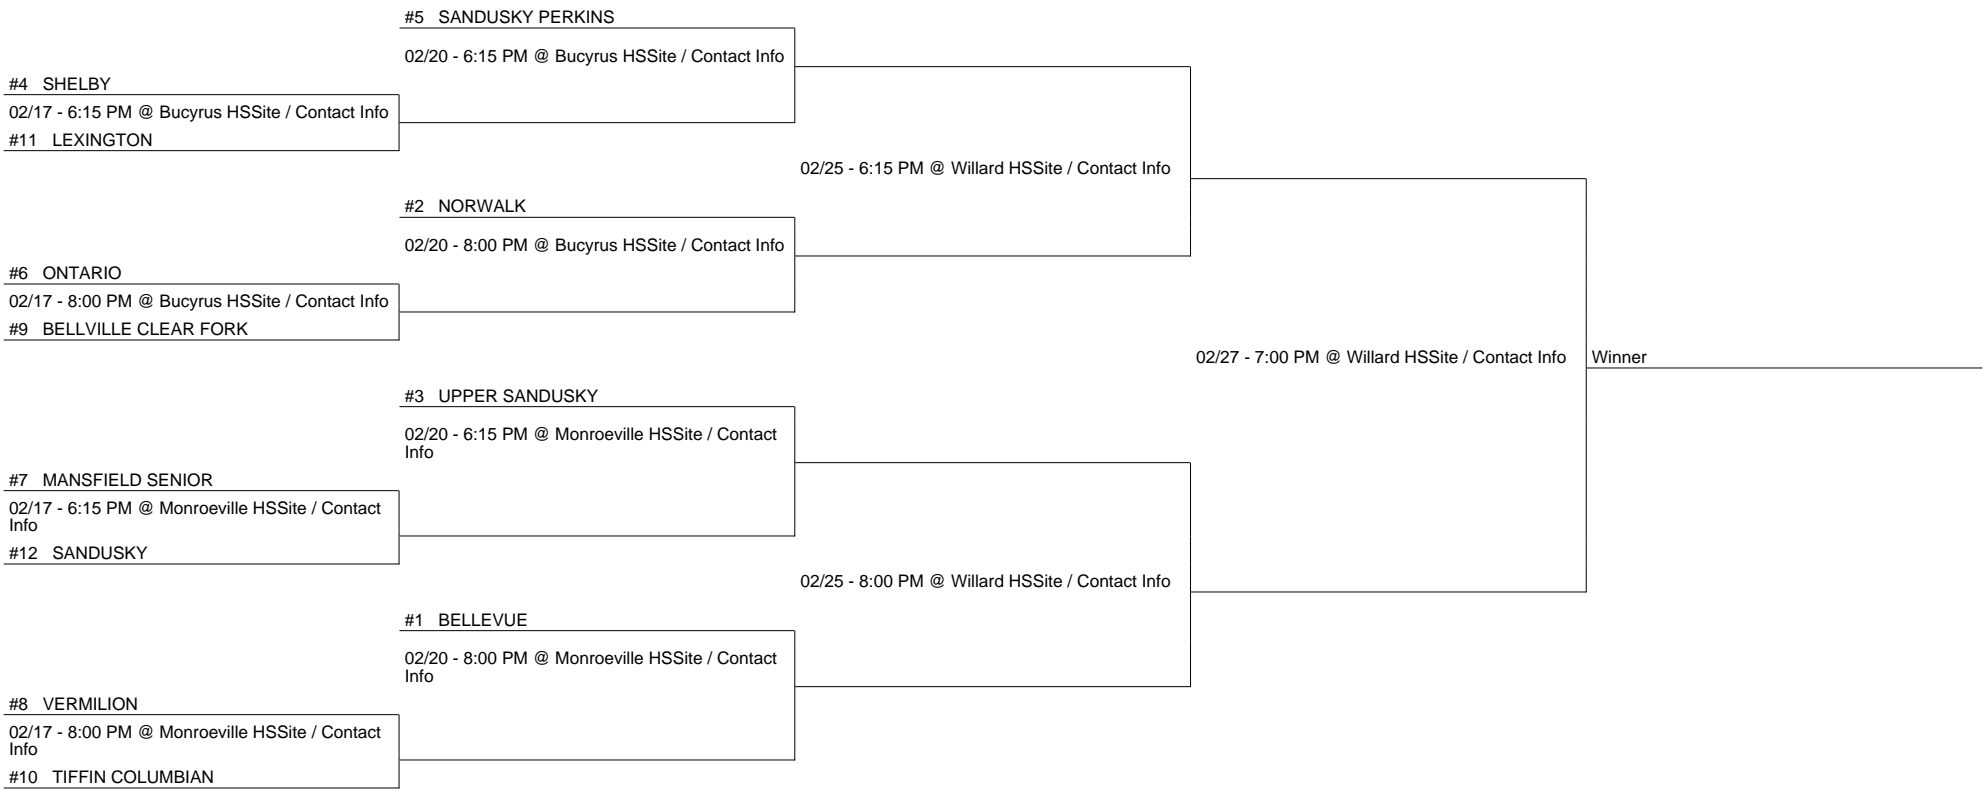 #5 SANDUSKY PERKINS
02/20 - 6:15 PM @ Bucyrus HSSite / Contact Info
#4 SHELBY
02/17 - 6:15 PM @ Bucyrus HSSite / Contact Info
#11 LEXINGTON
02/25 - 6:15 PM @ Willard HSSite / Contact Info
#2 NORWALK
02/20 - 8:00 PM @ Bucyrus HSSite / Contact Info
#6 ONTARIO
02/17 - 8:00 PM @ Bucyrus HSSite / Contact Info
#9 BELLVILLE CLEAR FORK
02/27 - 7:00 PM @ Willard HSSite / Contact Info
Winner
#3 UPPER SANDUSKY
02/20 - 6:15 PM @ Monroeville HSSite / Contact
Info
#7 MANSFIELD SENIOR
02/17 - 6:15 PM @ Monroeville HSSite / Contact
Info
#12 SANDUSKY
02/25 - 8:00 PM @ Willard HSSite / Contact Info
#1 BELLEVUE
02/20 - 8:00 PM @ Monroeville HSSite / Contact
Info
#8 VERMILION
02/17 - 8:00 PM @ Monroeville HSSite / Contact
Info
#10 TIFFIN COLUMBIAN